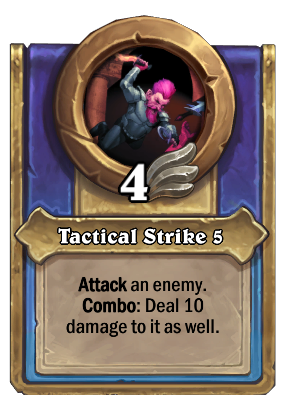 4
Tactical Strike 5
Attack an enemy.
Combo: Deal 10
damage to it as well.